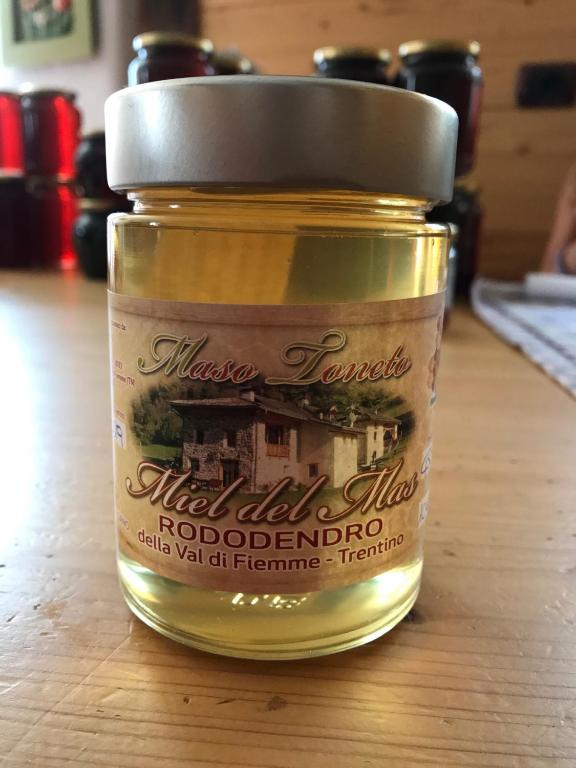 Maso Toneto
Miel del Mas
RODODENDRO
della Val di Fiemme - Trentino